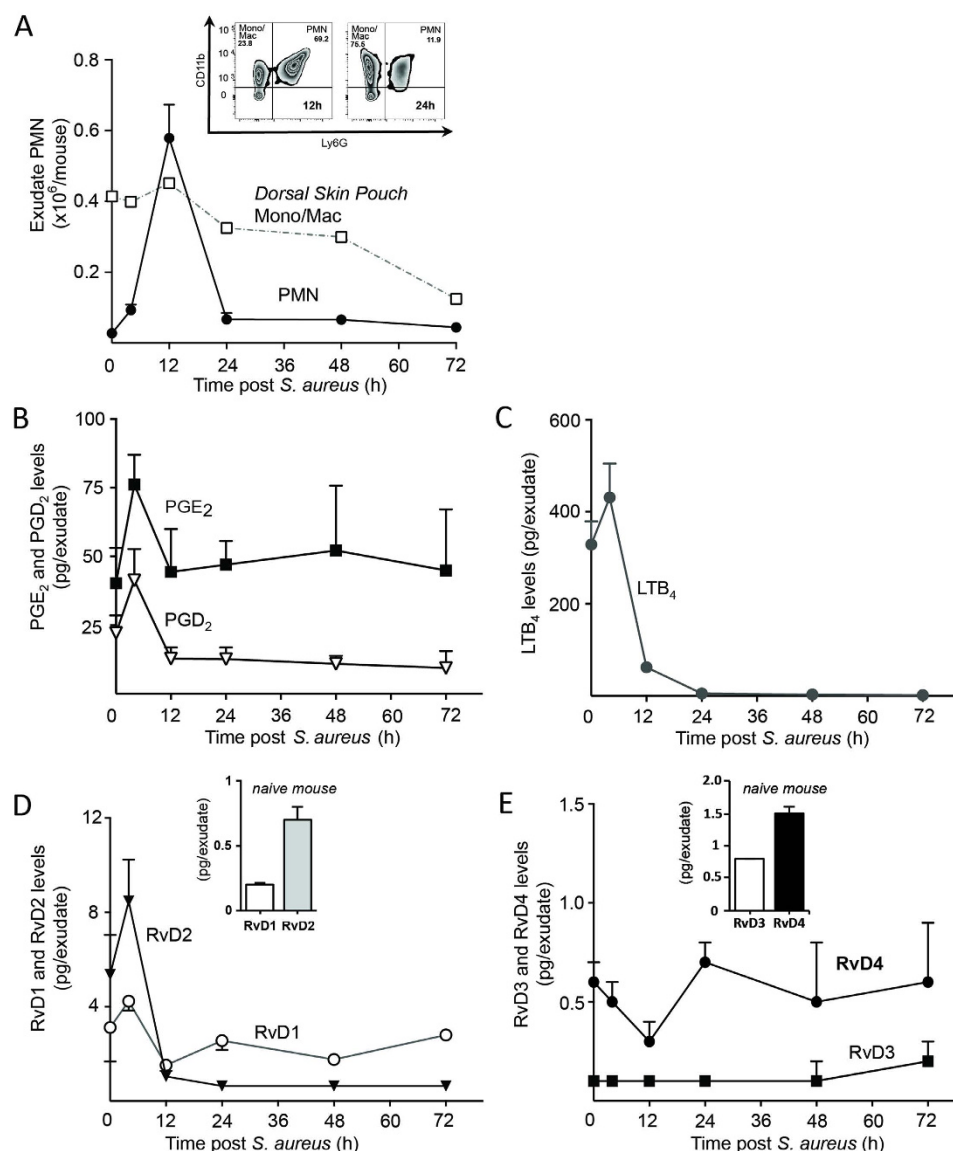 A
Mono/ Mac 23.8 PMN 69.2
Mono/ Mac 75.5 PMN 11.9
CD11b
10⁵
10⁴
10³
0
12h 24h
Ly6G
Exudate PMN
(x10⁶/mouse)
0.8
0.6
0.4
0.2
Dorsal Skin Pouch
Mono/Mac
PMN
0 12 24 36 48 60 72
Time post S. aureus (h)
B
PGE₂ and PGD₂ levels
(pg/exudate)
100
75
50
25
PGE₂
PGD₂
0 12 24 36 48 60 72
Time post S. aureus (h)
C
LTB₄ levels (pg/exudate)
600
400
200
LTB₄
0 12 24 36 48 60 72
Time post S. aureus (h)
D
RvD1 and RvD2 levels
(pg/exudate)
12
8
4
RvD2
RvD1
naive mouse
(pg/exudate)
1
0.5
0
RvD1 RvD2
0 12 24 36 48 60 72
Time post S. aureus (h)
E
RvD3 and RvD4 levels
(pg/exudate)
1.5
1.0
0.5
RvD4
RvD3
naive mouse
(pg/exudate)
2.0
1.5
1
0.5
0
RvD3 RvD4
0 12 24 36 48 60 72
Time post S. aureus (h)